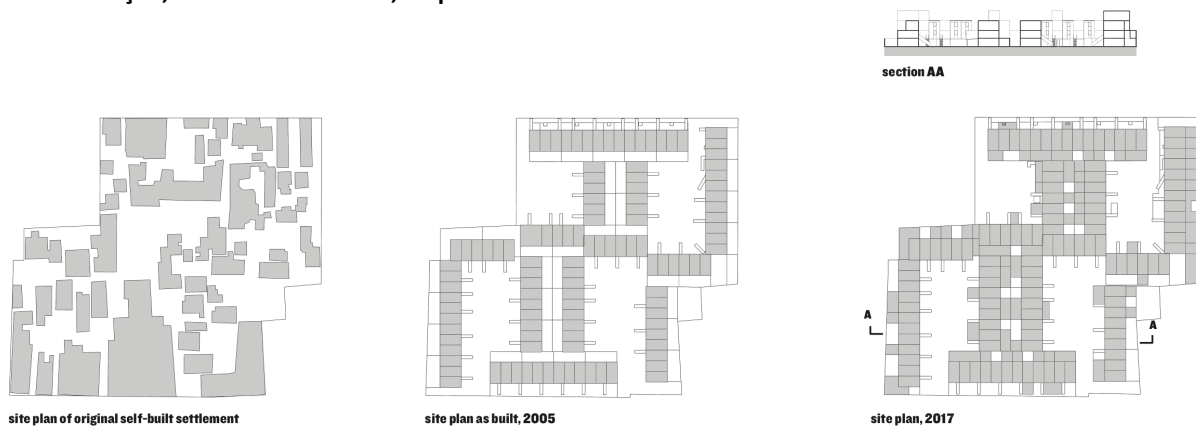 section AA
A
A
site plan of original self-built settlement
site plan as built, 2005
site plan, 2017